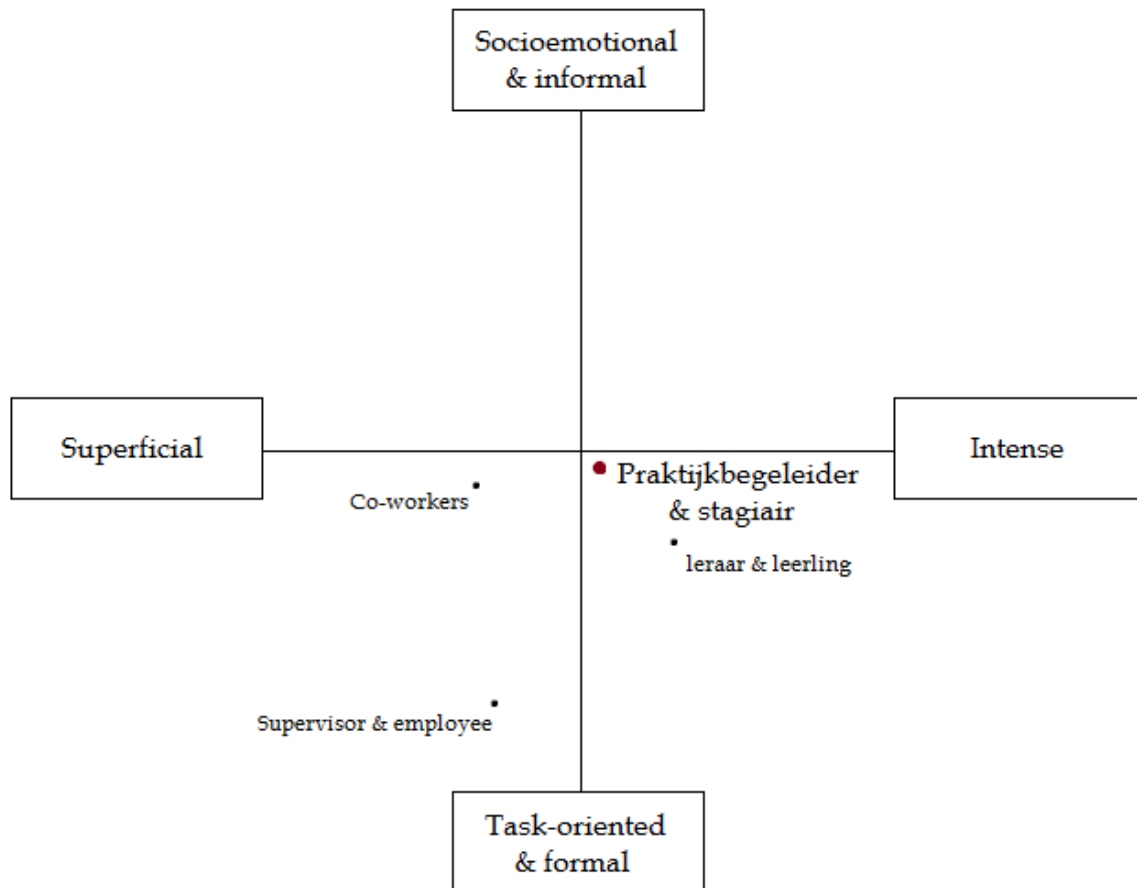 Socioemotional
& informal
Superficial
Intense
Praktijkbegeleider
& stagiair
Co-workers
leraar & leerling
Supervisor & employee
Task-oriented
& formal